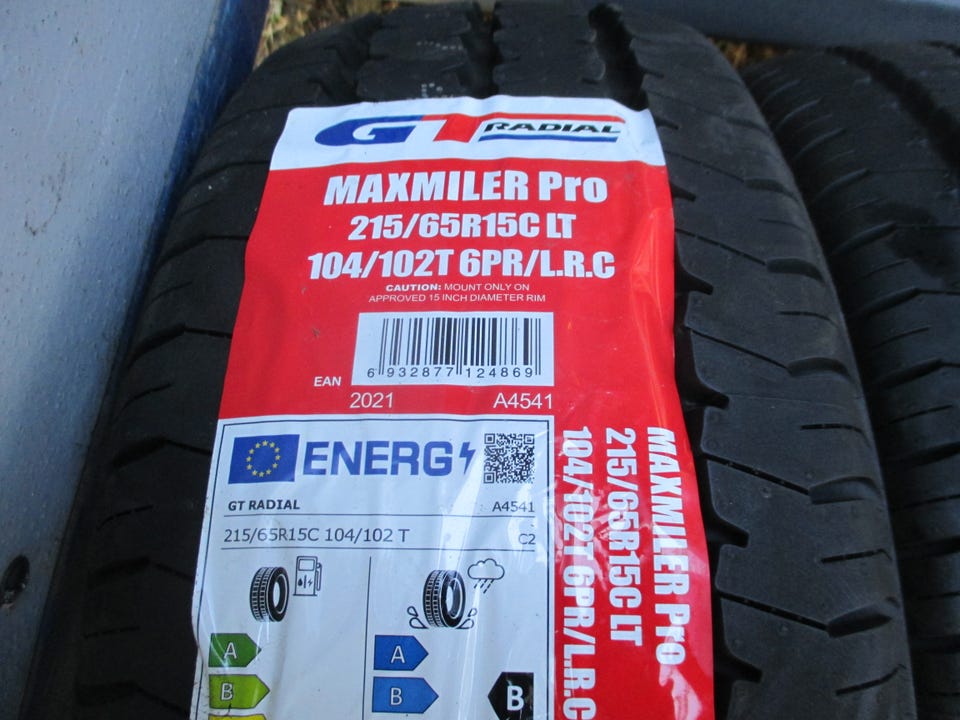 GT RADIAL
MAXMILER Pro
215/65R15C LT
104/102T 6PR/L.R.C
CAUTION: MOUNT ONLY ON
APPROVED 15 INCH DIAMETER RIM
EAN
6 932877 124869
2021 A4541
ENERG
GT RADIAL A4541
215/65R15C 104/102 T C2
A A
B B B
MAXMILER Pro
215/65R15C LT
104/102T 6PR/L.R.C